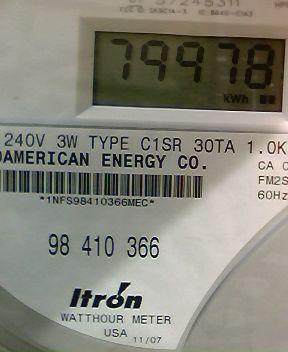 79978
kWh
240V 3W TYPE C1SR 30TA 1.0K
DAMERICAN ENERGY CO.
CA
FM2S
60Hz
*1NFS98410366MEC*
98 410 366
Itron
WATTHOUR METER
USA 11/07